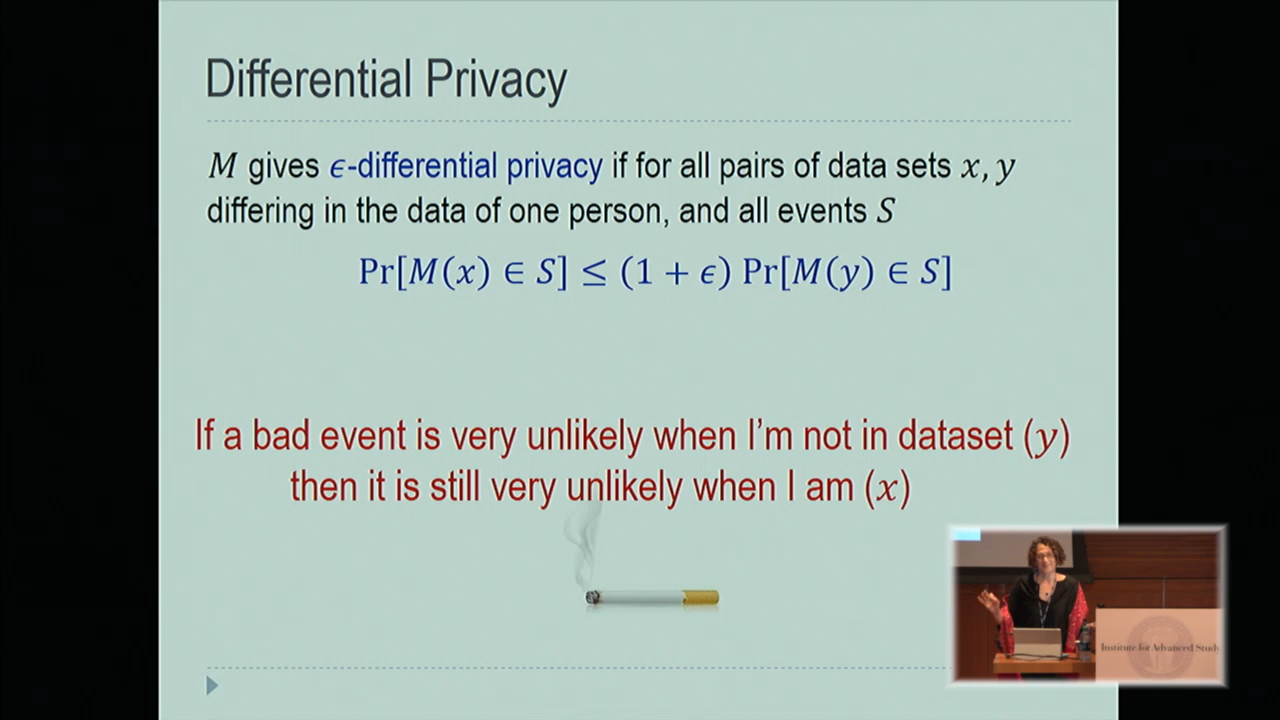 Differential Privacy
M gives ϵ-differential privacy if for all pairs of data sets x, y
differing in the data of one person, and all events S
Pr[M(x) ∈ S] ≤ (1 + ϵ) Pr[M(y) ∈ S]
If a bad event is very unlikely when I’m not in dataset (y)
then it is still very unlikely when I am (x)
Institute for Advanced Study